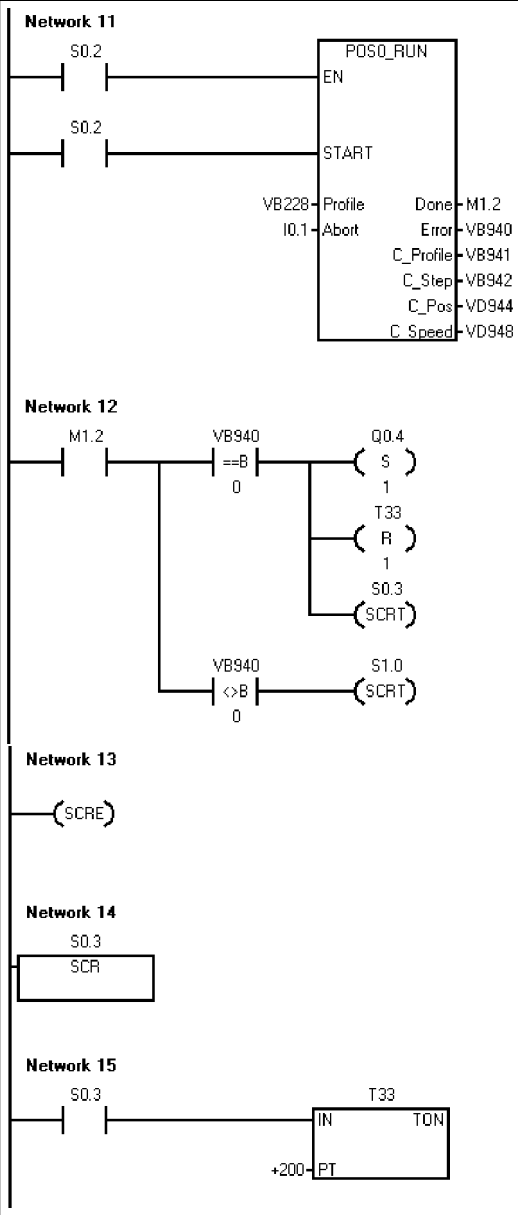 Network 11
S0.2
POS0_RUN
EN
S0.2
START
VB228 Profile Done M1.2
I0.1 Abort Error VB940
C_Profile VB941
C_Step VB942
C_Pos VD944
C_Speed VD948
Network 12
M1.2 VB940 Q0.4
==B S
0 1
T33
R
1
S0.3
SCRT
VB940 S1.0
<>B SCRT
0
Network 13
SCRE
Network 14
S0.3
SCR
Network 15
S0.3 T33
IN TON
+200 PT